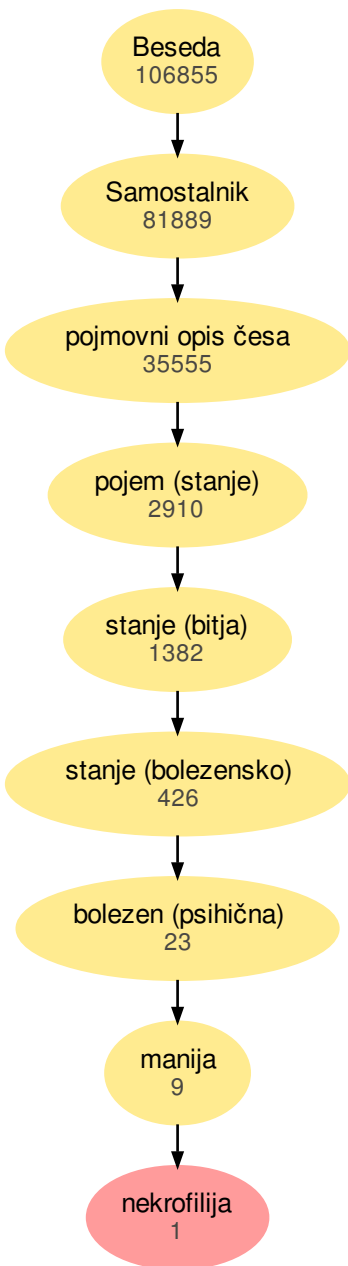 Beseda
106855
Samostalnik
81889
pojmovni opis česa
35555
pojem (stanje)
2910
stanje (bitja)
1382
stanje (bolezensko)
426
bolezen (psihična)
23
manija
9
nekrofilija
1